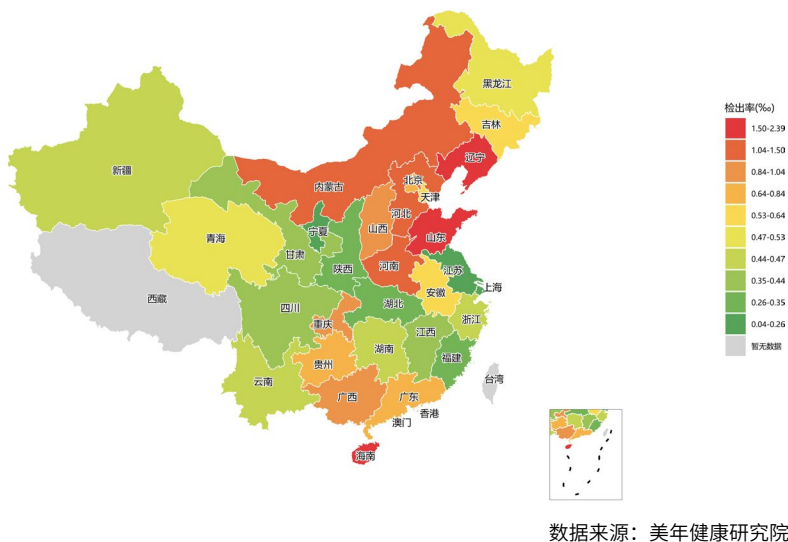 黑龙江
吉林
辽宁
新疆
内蒙古
北京
天津
河北
山西
宁夏
青海
山东
甘肃
河南
陕西
江苏
西藏
安徽
上海
四川
湖北
重庆
浙江
江西
湖南
贵州
福建
云南
台湾
广西
广东
香港
澳门
海南
检出率(‰)
1.50-2.39
1.04-1.50
0.84-1.04
0.64-0.84
0.53-0.64
0.47-0.53
0.44-0.47
0.35-0.44
0.26-0.35
0.04-0.26
暂无数据
数据来源：美年健康研究院